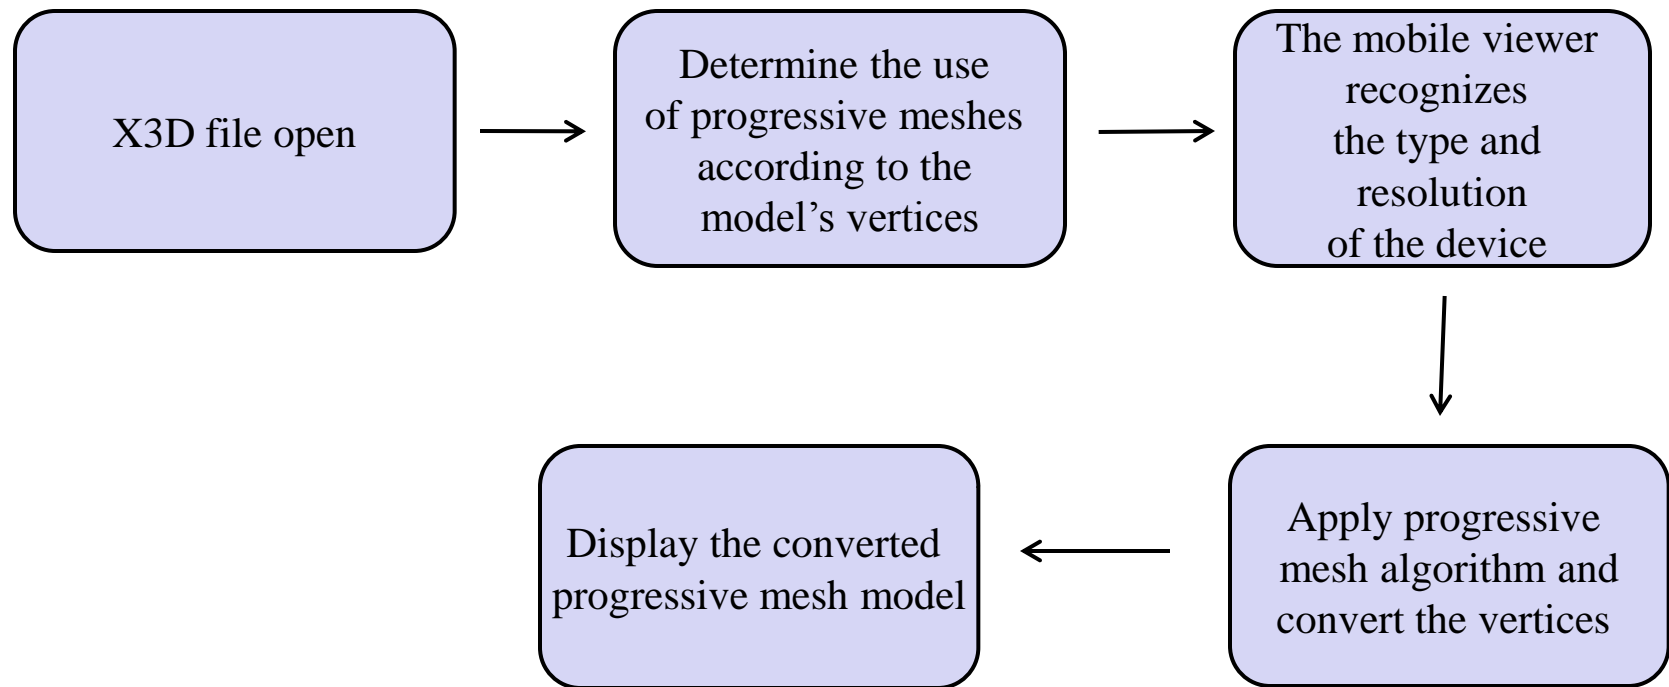 X3D file open
Determine the use
of progressive meshes
according to the
model’s vertices
The mobile viewer
recognizes
the type and
resolution
of the device
Apply progressive
mesh algorithm and
convert the vertices
Display the converted
progressive mesh model